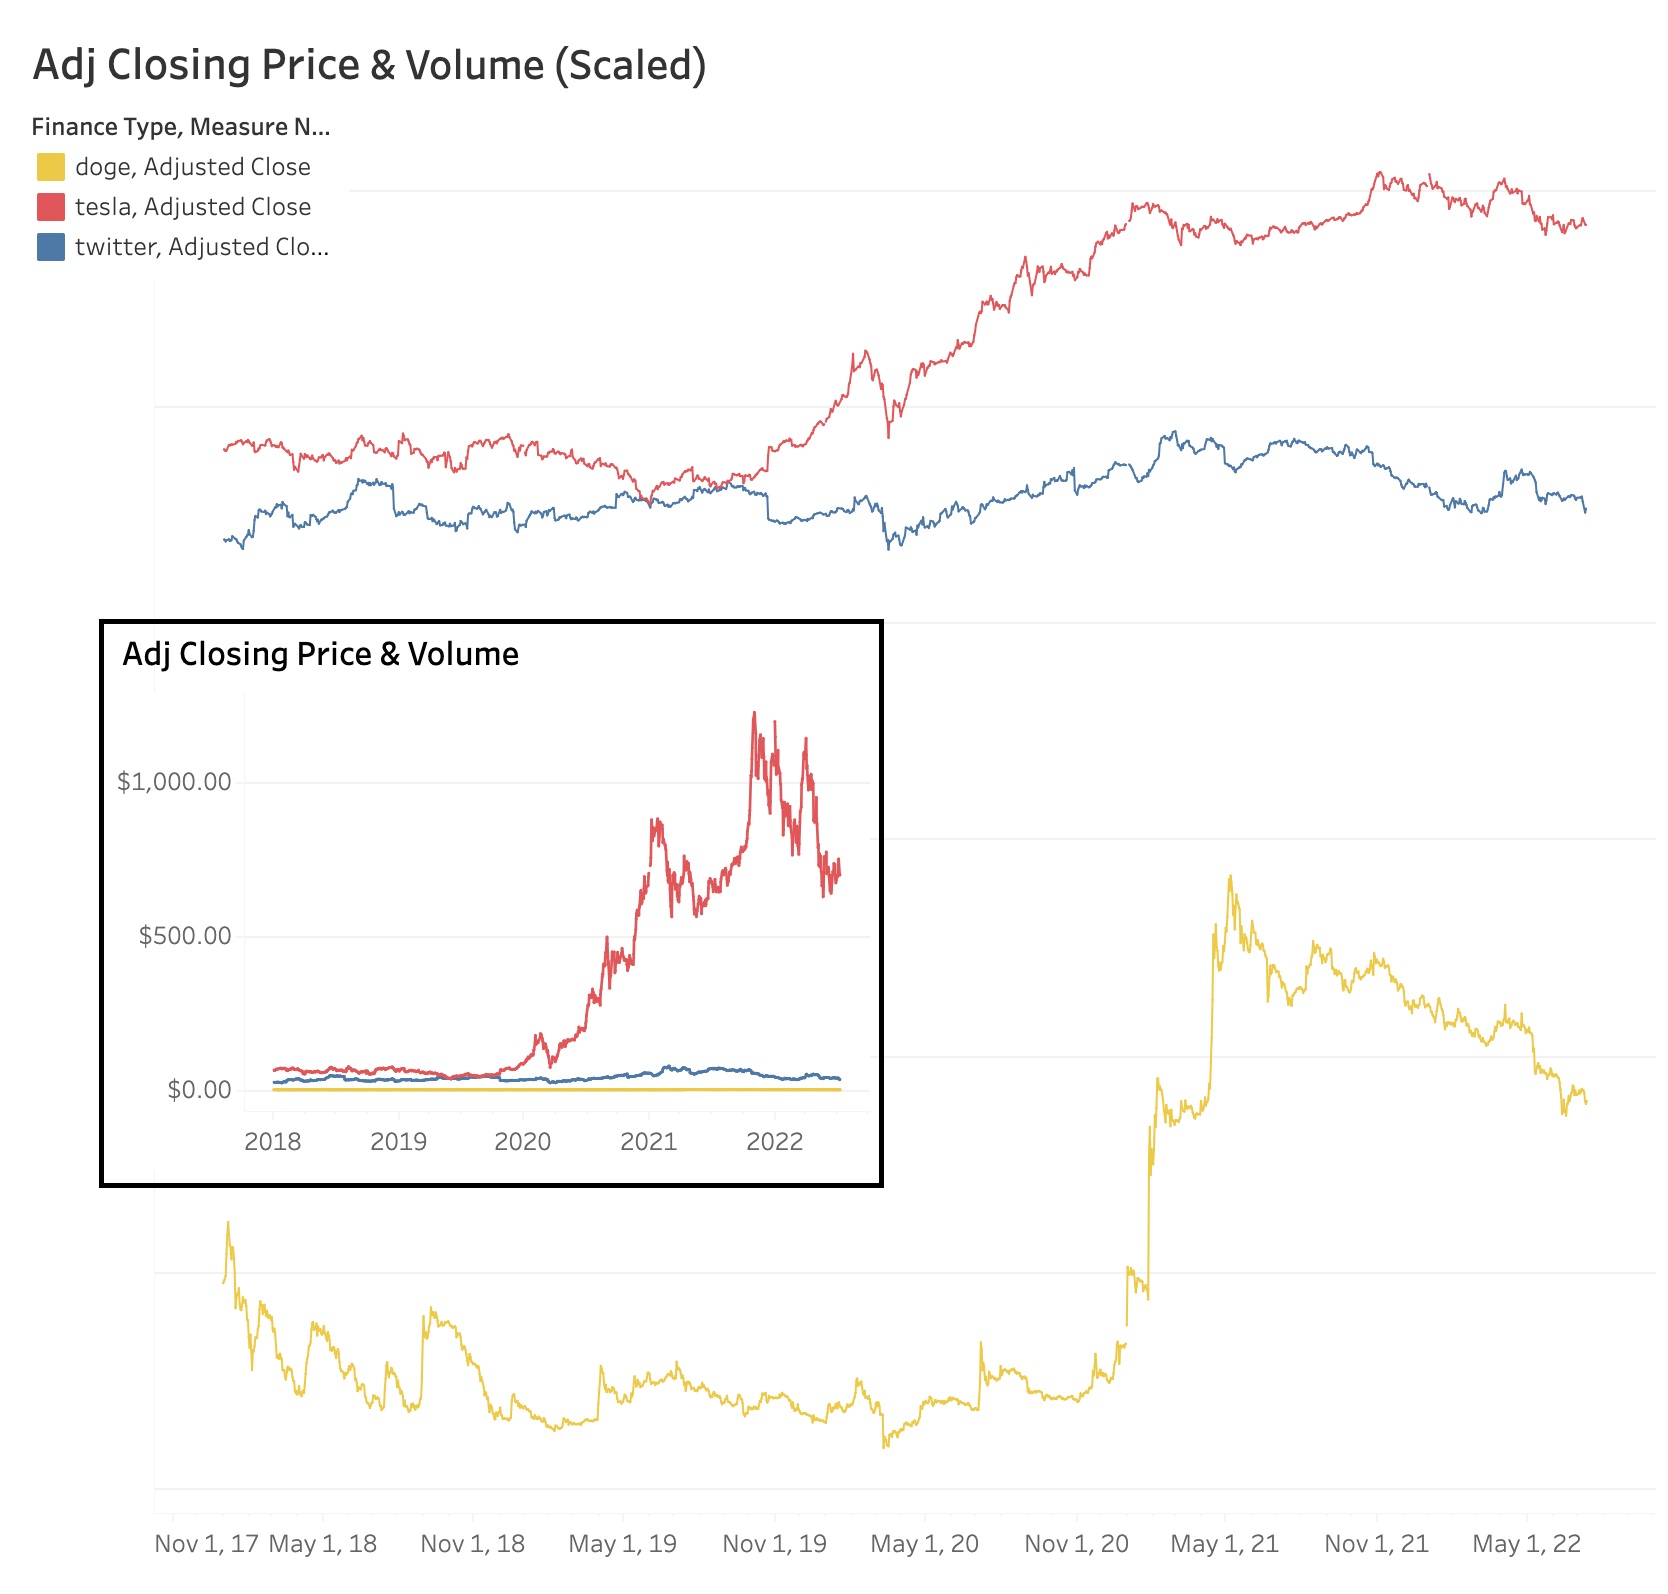 Adj Closing Price & Volume (Scaled)
Finance Type, Measure N...
doge, Adjusted Close
tesla, Adjusted Close
twitter, Adjusted Clo...
Adj Closing Price & Volume
$1,000.00
$500.00
$0.00
2018 2019 2020 2021 2022
Nov 1, 17 May 1, 18 Nov 1, 18 May 1, 19 Nov 1, 19 May 1, 20 Nov 1, 20 May 1, 21 Nov 1, 21 May 1, 22